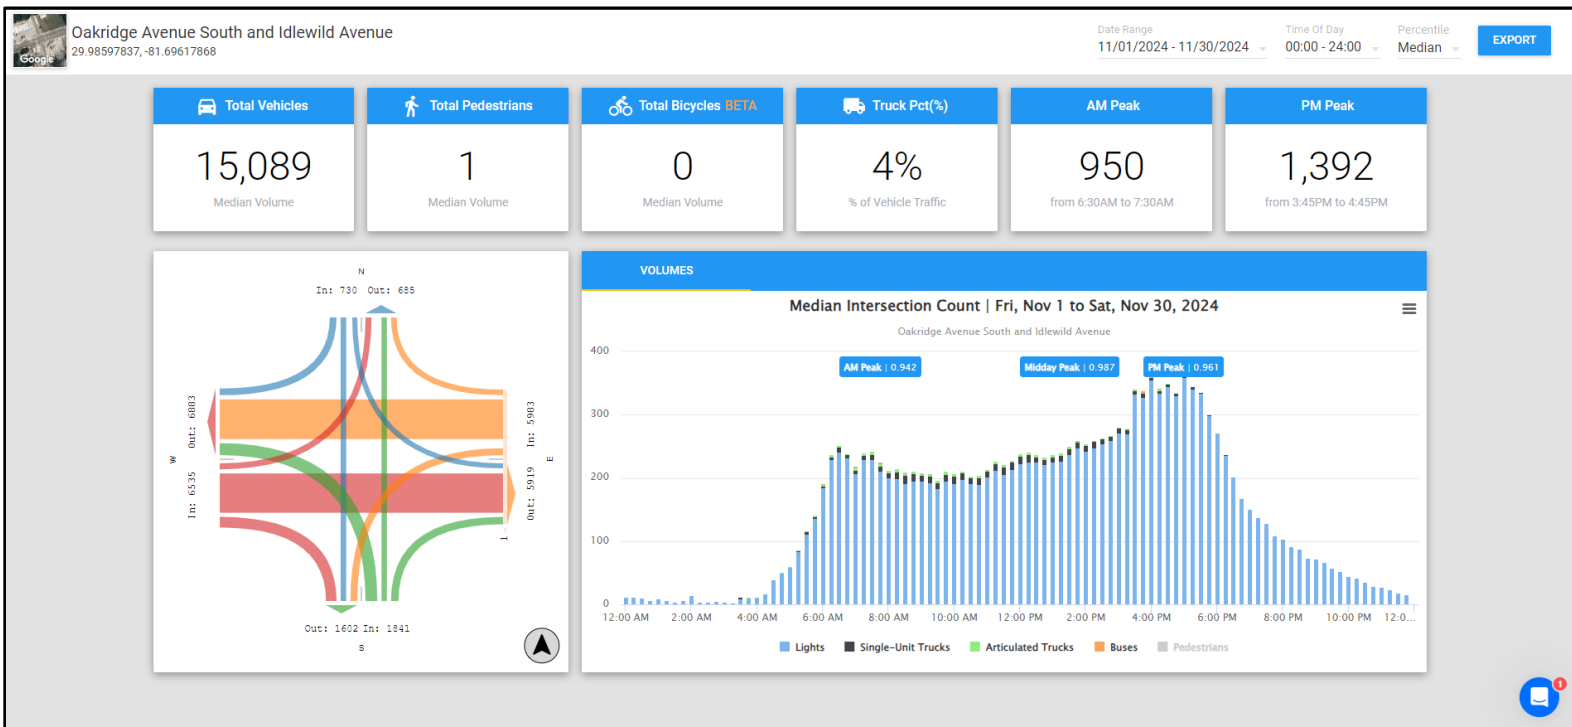 Oakridge Avenue South and Idlewild Avenue
29.98597837, -81.69617868
Google
Date Range
11/01/2024 - 11/30/2024
Time Of Day
00:00 - 24:00
Percentile
Median
EXPORT
Total Vehicles
15,089
Median Volume
Total Pedestrians
1
Median Volume
Total Bicycles BETA
0
Median Volume
Truck Pct(%)
4%
% of Vehicle Traffic
AM Peak
950
from 6:30AM to 7:30AM
PM Peak
1,392
from 3:45PM to 4:45PM
N
In: 730 Out: 685
W
Out: 6883
In: 6535
In: 5983
E
Out: 5919
1
Out: 1602 In: 1841
S
VOLUMES
Median Intersection Count | Fri, Nov 1 to Sat, Nov 30, 2024
Oakridge Avenue South and Idlewild Avenue
400
300
200
100
0
AM Peak | 0.942
Midday Peak | 0.987
PM Peak | 0.961
12:00 AM 2:00 AM 4:00 AM 6:00 AM 8:00 AM 10:00 AM 12:00 PM 2:00 PM 4:00 PM 6:00 PM 8:00 PM 10:00 PM 12:0...
Lights Single-Unit Trucks Articulated Trucks Buses Pedestrians
1